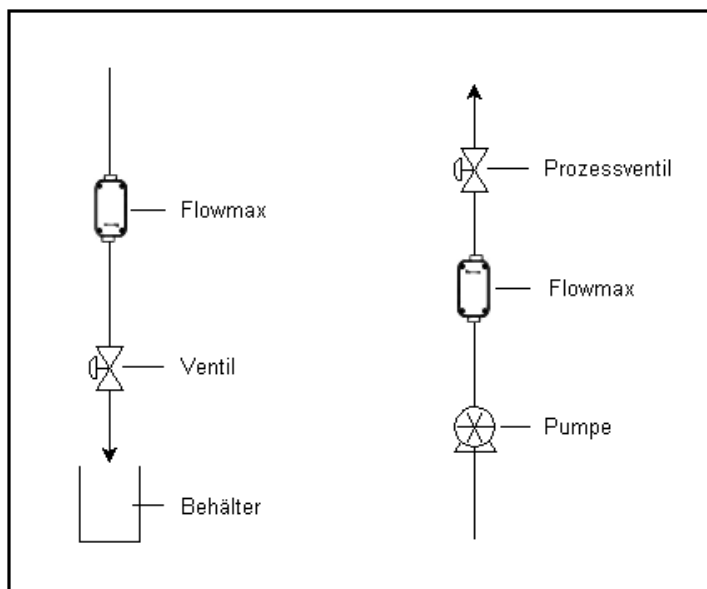 Flowmax
Ventil
Behälter
Prozessventil
Flowmax
Pumpe